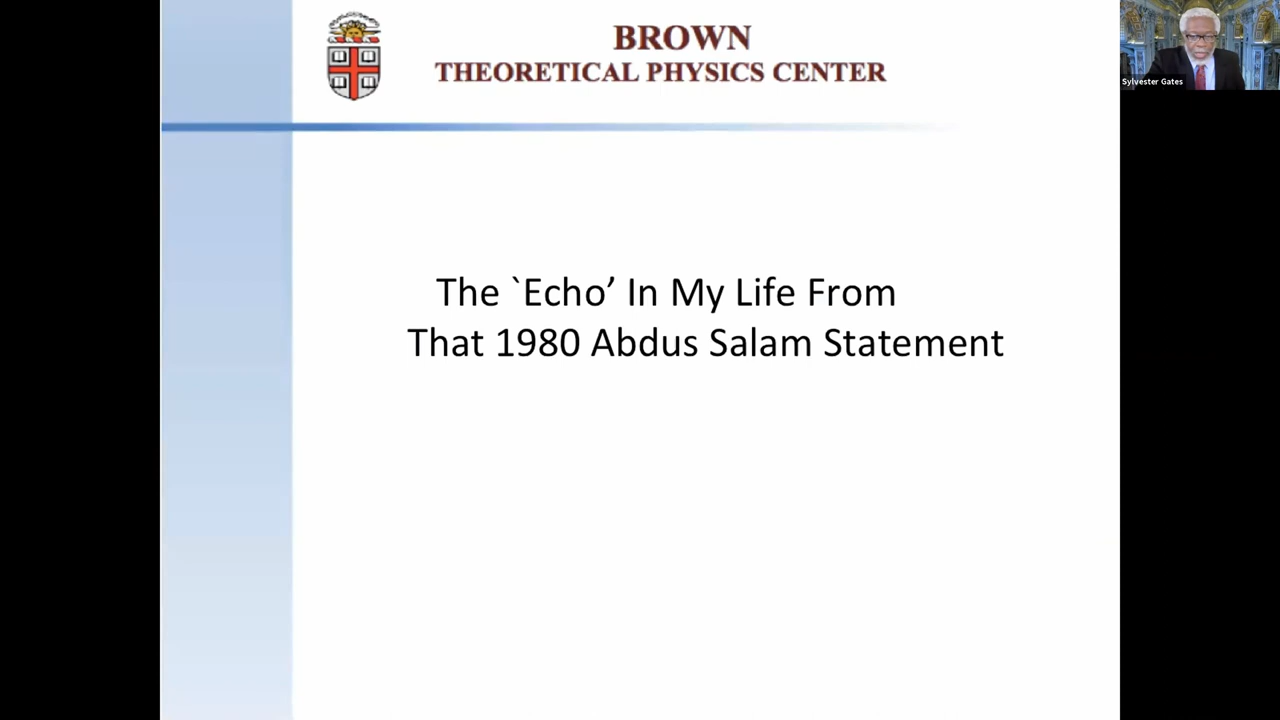 BROWN
THEORETICAL PHYSICS CENTER
Sylvester Gates
The `Echo’ In My Life From
That 1980 Abdus Salam Statement